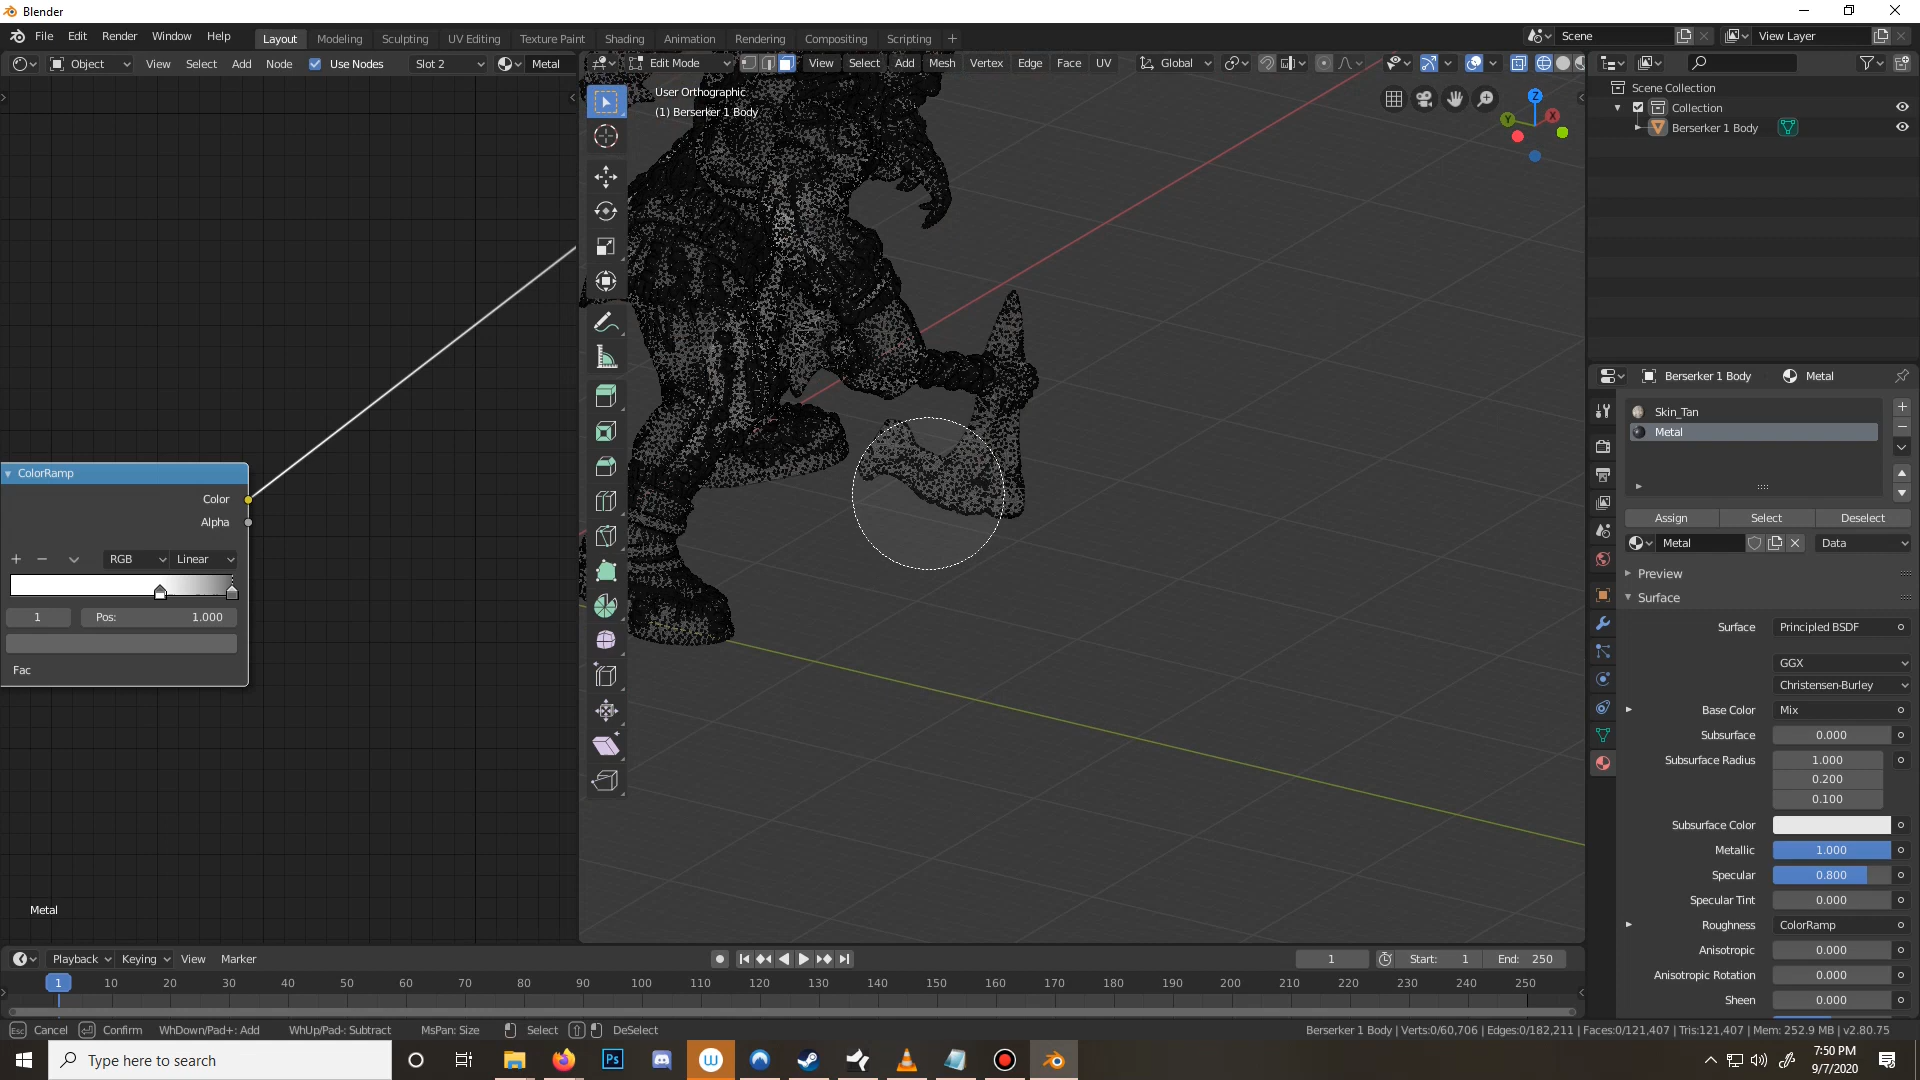 Blender
File Edit Render Window Help
Layout Modeling Sculpting UV Editing Texture Paint Shading Animation Rendering Compositing Scripting
Scene View Layer
Object View Select Add Node Use Nodes Slot 2 Metal
Edit Mode View Select Add Mesh Vertex Edge Face UV Global
User Orthographic
(1) Berserker 1 Body
Z
Y X
Scene Collection
Collection
Berserker 1 Body
Berserker 1 Body Metal
Skin_Tan
Metal
Assign Select Deselect
Metal Data
Preview
Surface
Surface Principled BSDF
GGX
Christensen-Burley
Base Color Mix
Subsurface 0.000
Subsurface Radius 1.000
0.200
0.100
Subsurface Color
Metallic 1.000
Specular 0.800
Specular Tint 0.000
Roughness ColorRamp
Anisotropic 0.000
Anisotropic Rotation 0.000
Sheen 0.000
ColorRamp
Color
Alpha
RGB Linear
1 Pos: 1.000
Fac
Metal
Playback Keying View Marker
1 Start: 1 End: 250
1 10 20 30 40 50 60 70 80 90 100 110 120 130 140 150 160 170 180 190 200 210 220 230 240 250
Esc Cancel Confirm WhDown/Pad+: Add WhUp/Pad-: Subtract MsPan: Size Select DeSelect
Berserker 1 Body | Verts:0/60,706 | Edges:0/182,211 | Faces:0/121,407 | Tris:121,407 | Mem: 252.9 MB | v2.80.75
Type here to search
Ps
W
7:50 PM
9/7/2020